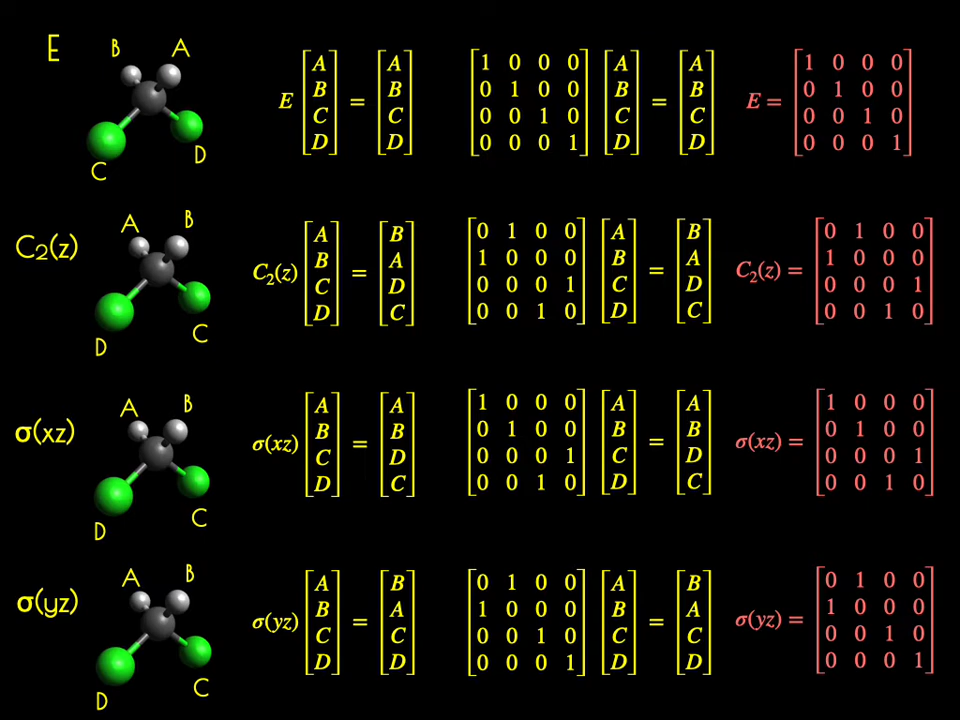 E
B A
C D
E [A B C D] = [A B C D]
[1 0 0 0
0 1 0 0
0 0 1 0
0 0 0 1] [A B C D] = [A B C D]
E = [1 0 0 0
0 1 0 0
0 0 1 0
0 0 0 1]
C₂(z)
A B
D C
C₂(z) [A B C D] = [B A D C]
[0 1 0 0
1 0 0 0
0 0 0 1
0 0 1 0] [A B C D] = [B A D C]
C₂(z) = [0 1 0 0
1 0 0 0
0 0 0 1
0 0 1 0]
σ(xz)
A B
D C
σ(xz) [A B C D] = [A B D C]
[1 0 0 0
0 1 0 0
0 0 0 1
0 0 1 0] [A B C D] = [A B D C]
σ(xz) = [1 0 0 0
0 1 0 0
0 0 0 1
0 0 1 0]
σ(yz)
A B
D C
σ(yz) [A B C D] = [B A C D]
[0 1 0 0
1 0 0 0
0 0 1 0
0 0 0 1] [A B C D] = [B A C D]
σ(yz) = [0 1 0 0
1 0 0 0
0 0 1 0
0 0 0 1]